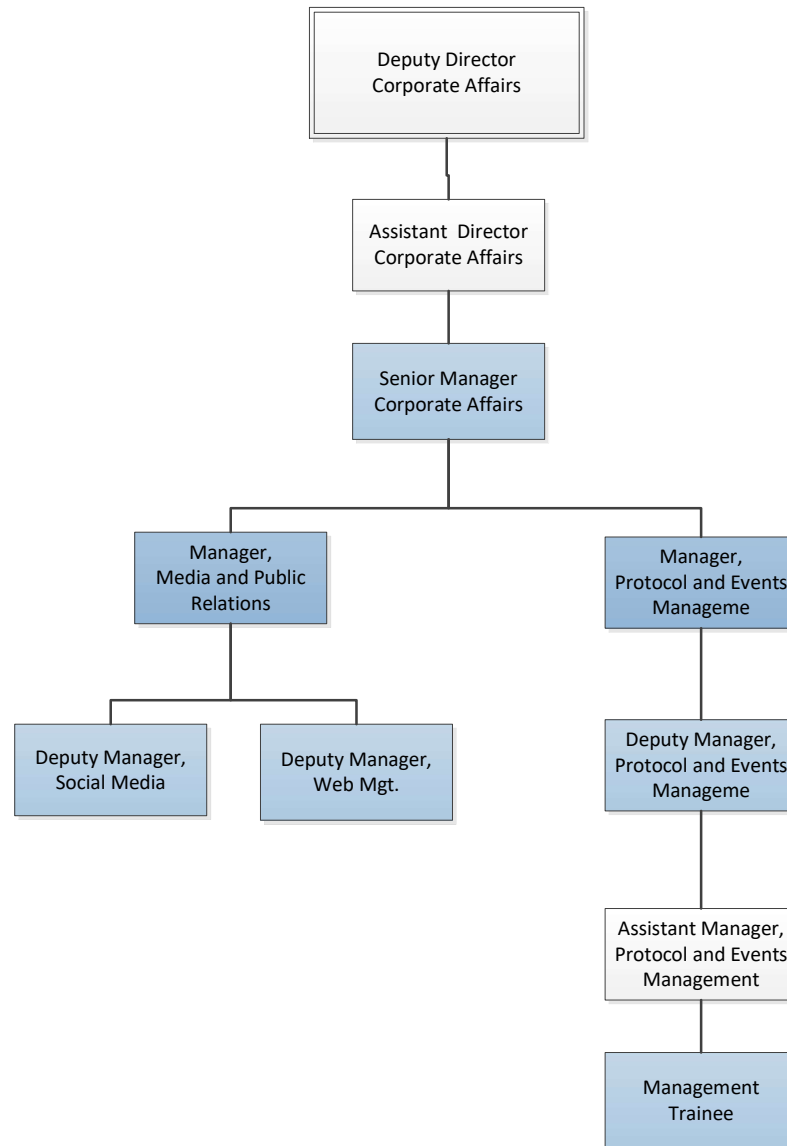 Deputy Director
Corporate Affairs
Assistant Director
Corporate Affairs
Senior Manager
Corporate Affairs
Manager,
Media and Public
Relations
Manager,
Protocol and Events
Manageme
Deputy Manager,
Social Media
Deputy Manager,
Web Mgt.
Deputy Manager,
Protocol and Events
Manageme
Assistant Manager,
Protocol and Events
Management
Management
Trainee